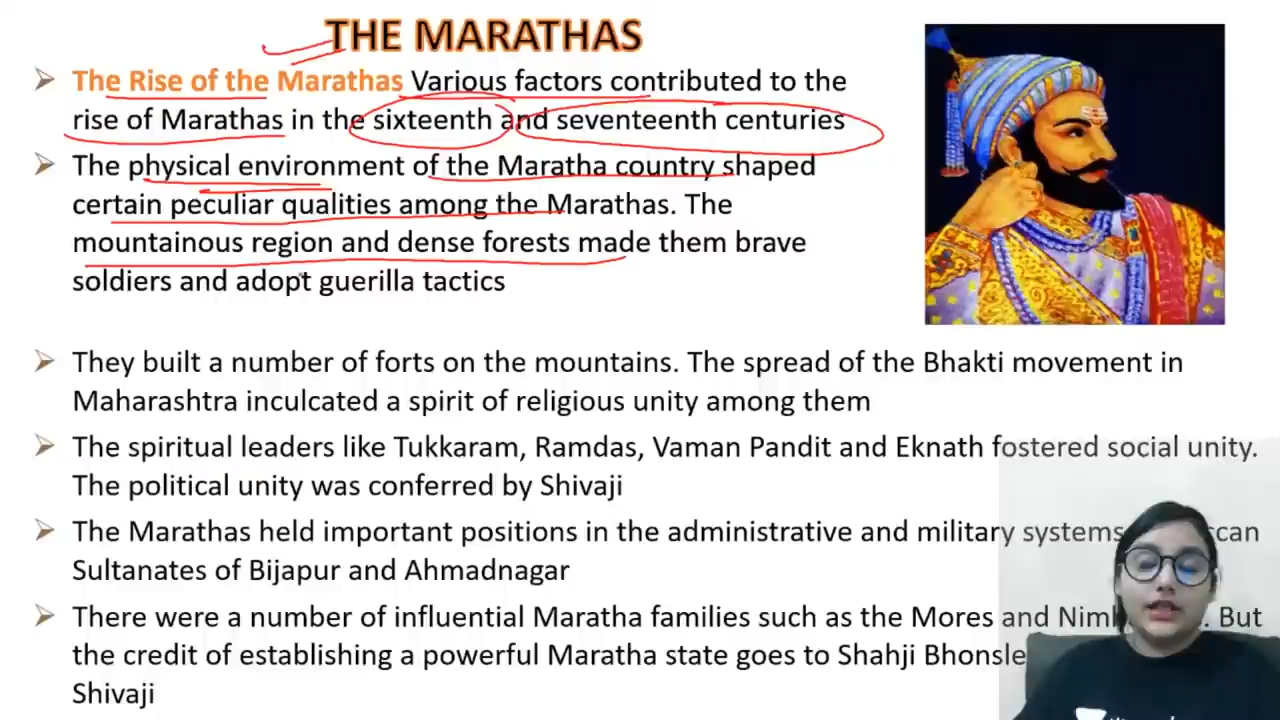 THE MARATHAS
The Rise of the Marathas Various factors contributed to the
rise of Marathas in the sixteenth and seventeenth centuries
The physical environment of the Maratha country shaped
certain peculiar qualities among the Marathas. The
mountainous region and dense forests made them brave
soldiers and adopt guerilla tactics
They built a number of forts on the mountains. The spread of the Bhakti movement in
Maharashtra inculcated a spirit of religious unity among them
The spiritual leaders like Tukkaram, Ramdas, Vaman Pandit and Eknath fostered social unity.
The political unity was conferred by Shivaji
The Marathas held important positions in the administrative and military systems
Sultanates of Bijapur and Ahmadnagar
There were a number of influential Maratha families such as the Mores and But
the credit of establishing a powerful Maratha state goes to Shahji Bhonsle
Shivaji